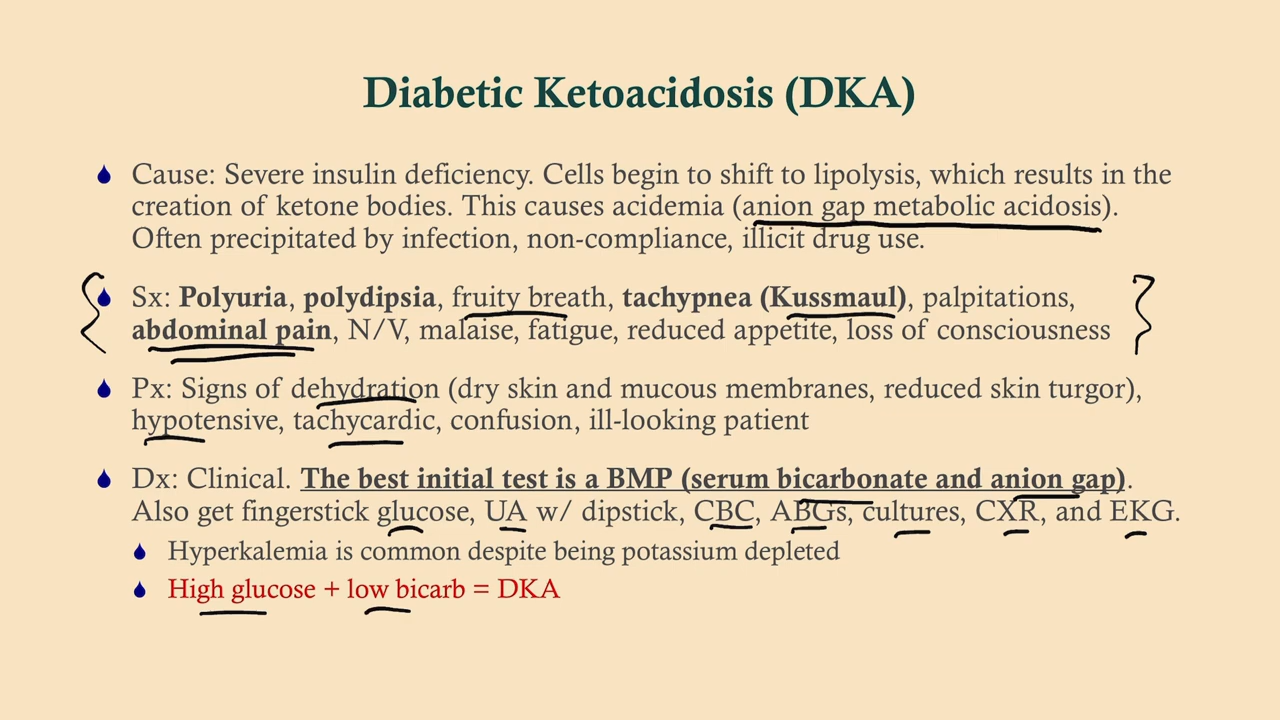 Diabetic Ketoacidosis (DKA)
Cause: Severe insulin deficiency. Cells begin to shift to lipolysis, which results in the
creation of ketone bodies. This causes acidemia (anion gap metabolic acidosis).
Often precipitated by infection, non-compliance, illicit drug use.
Sx: Polyuria, polydipsia, fruity breath, tachypnea (Kussmaul), palpitations,
abdominal pain, N/V, malaise, fatigue, reduced appetite, loss of consciousness
Px: Signs of dehydration (dry skin and mucous membranes, reduced skin turgor),
hypotensive, tachycardic, confusion, ill-looking patient
Dx: Clinical. The best initial test is a BMP (serum bicarbonate and anion gap).
Also get fingerstick glucose, UA w/ dipstick, CBC, ABGs, cultures, CXR, and EKG.
Hyperkalemia is common despite being potassium depleted
High glucose + low bicarb = DKA